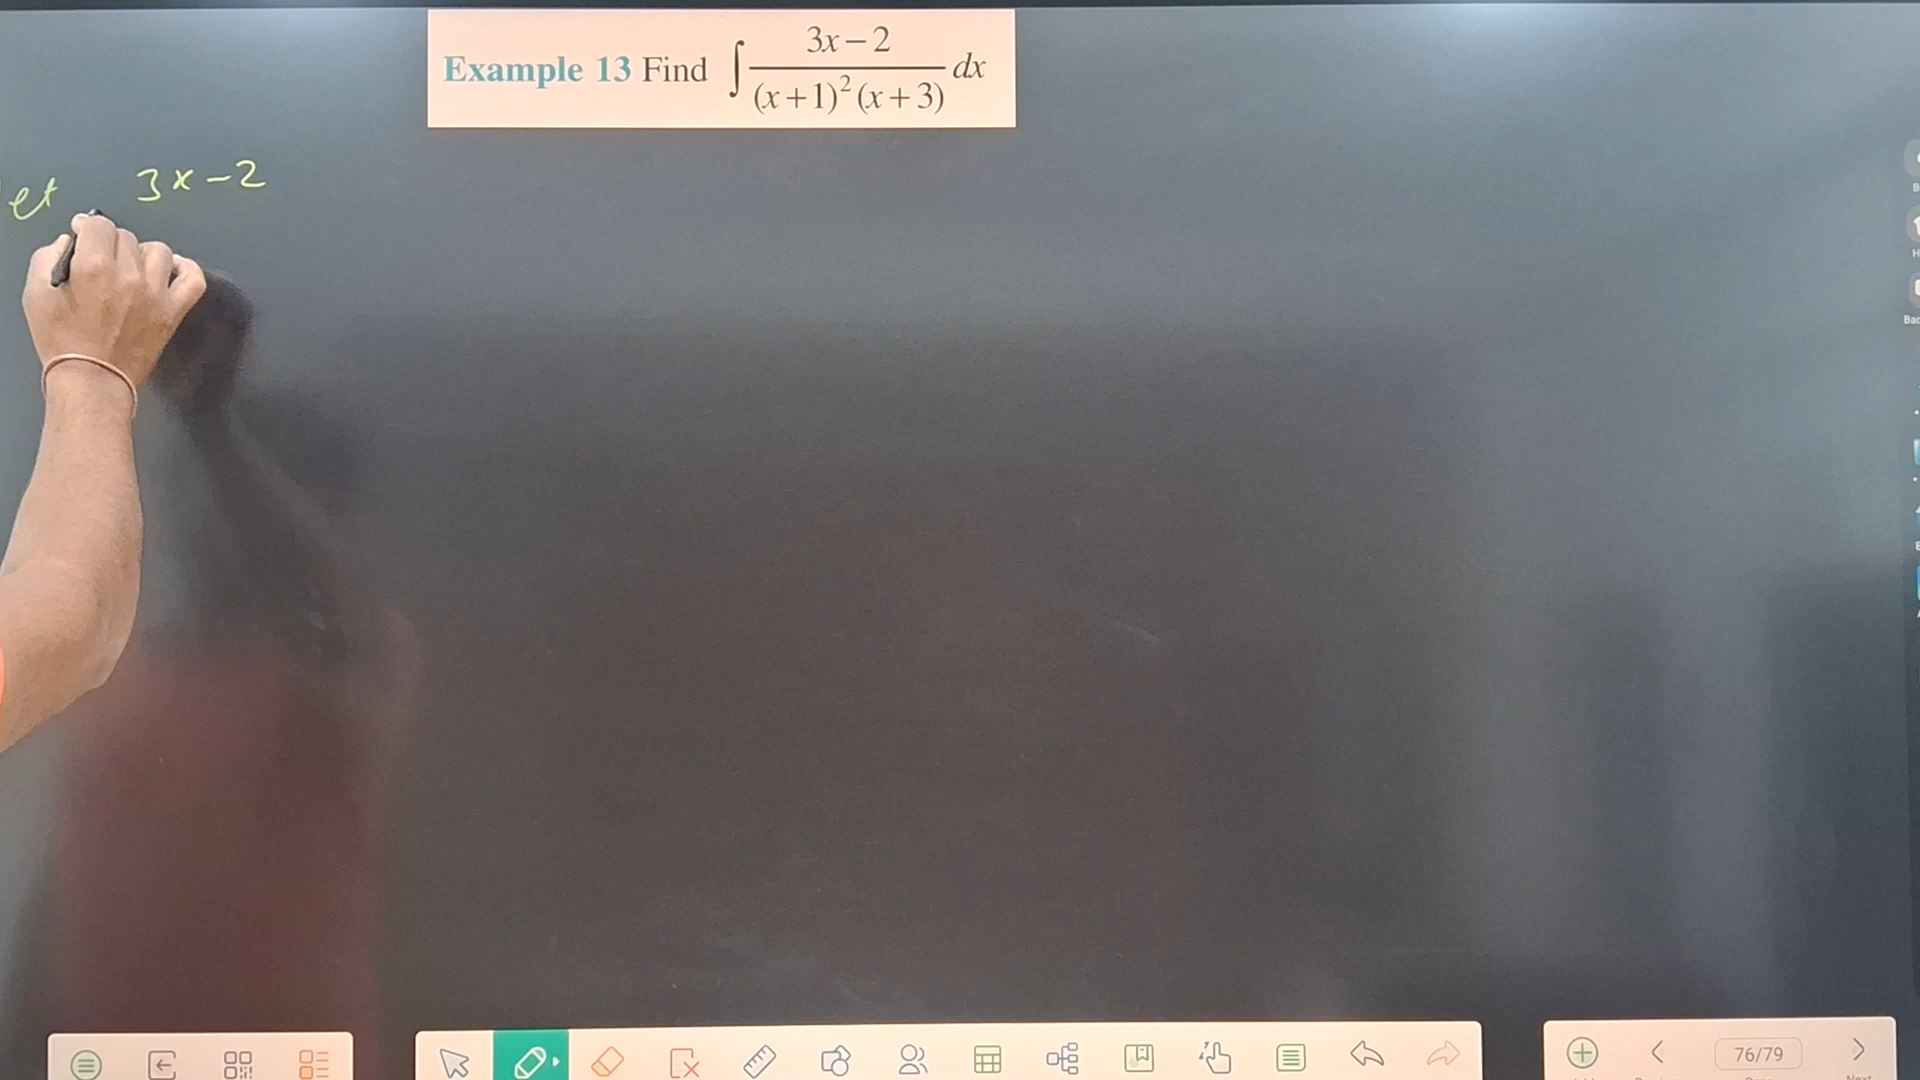 Example 13 Find ∫ (3x − 2) / ((x + 1)² (x + 3)) dx
et 3x − 2
76/79